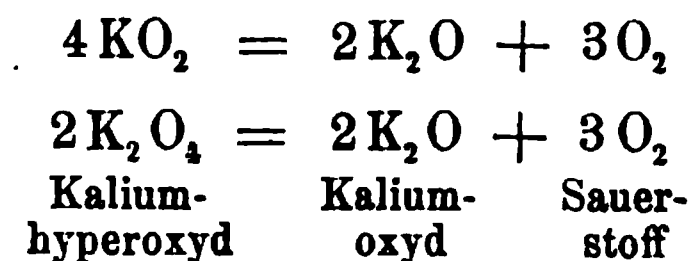 4 KO₂ = 2 K₂O + 3 O₂
2 K₂O₄ = 2 K₂O + 3 O₂
Kalium- Kalium- Sauer-
hyperoxyd oxyd stoff